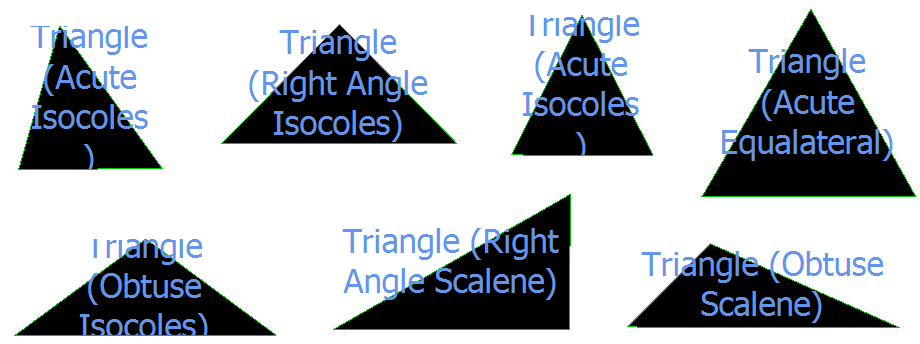 Triangle
(Acute
Isocoles
)
Triangle
(Right Angle
Isocoles)
Triangle
(Acute
Isocoles
)
Triangle
(Acute
Equalateral)
Triangle
(Obtuse
Isocoles)
Triangle (Right
Angle Scalene)
Triangle (Obtuse
Scalene)